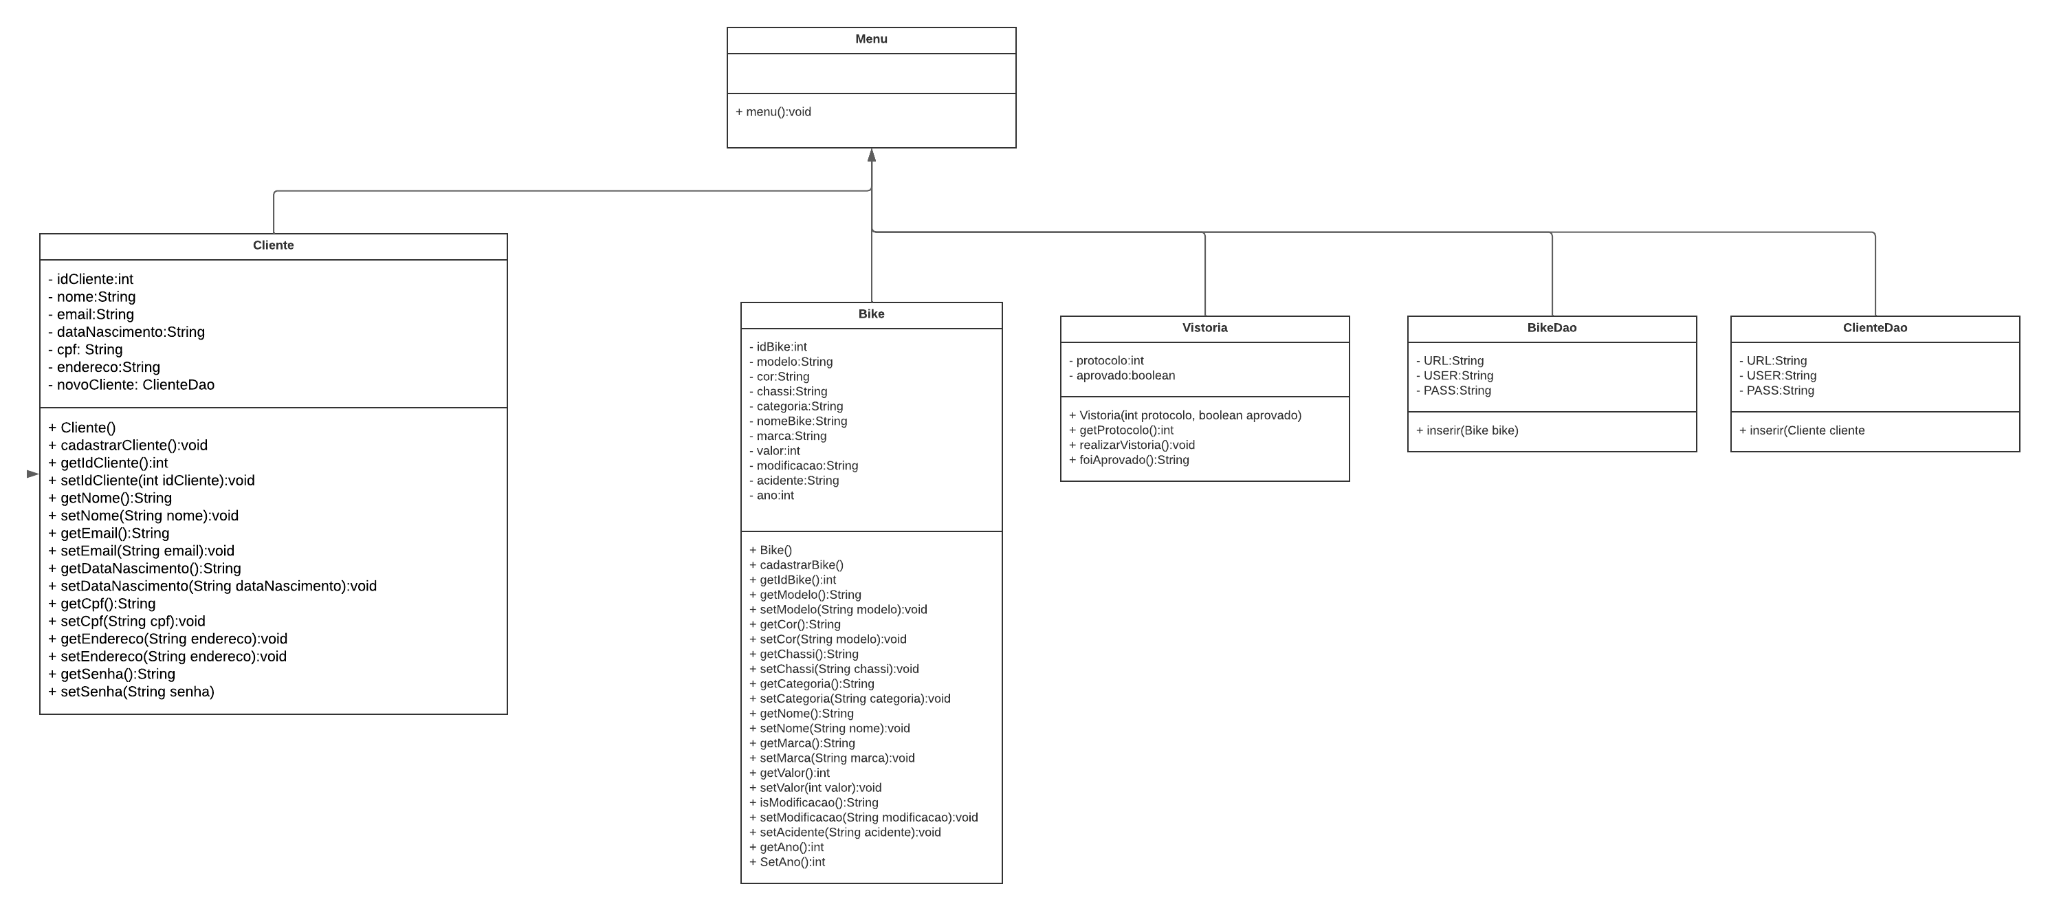 Menu
+ menu():void
Cliente
- idCliente:int
- nome:String
- email:String
- dataNascimento:String
- cpf: String
- endereco:String
- novoCliente: ClienteDao
+ Cliente()
+ cadastrarCliente():void
+ getIdCliente():int
+ setIdCliente(int idCliente):void
+ getNome():String
+ setNome(String nome):void
+ getEmail():String
+ setEmail(String email):void
+ getDataNascimento():String
+ setDataNascimento(String dataNascimento):void
+ getCpf():String
+ setCpf(String cpf):void
+ getEndereco(String endereco):void
+ setEndereco(String endereco):void
+ getSenha():String
+ setSenha(String senha)
Bike
- idBike:int
- modelo:String
- cor:String
- chassi:String
- categoria:String
- nomeBike:String
- marca:String
- valor:int
- modificacao:String
- acidente:String
- ano:int
+ Bike()
+ cadastrarBike()
+ getIdBike():int
+ getModelo():String
+ setModelo(String modelo):void
+ getCor():String
+ setCor(String modelo):void
+ getChassi():String
+ setChassi(String chassi):void
+ getCategoria():String
+ setCategoria(String categoria):void
+ getNome():String
+ setNome(String nome):void
+ getMarca():String
+ setMarca(String marca):void
+ getValor():int
+ setValor(int valor):void
+ isModificacao():String
+ setModificacao(String modificacao):void
+ setAcidente(String acidente):void
+ getAno():int
+ SetAno():int
Vistoria
- protocolo:int
- aprovado:boolean
+ Vistoria(int protocolo, boolean aprovado)
+ getProtocolo():int
+ realizarVistoria():void
+ foiAprovado():String
BikeDao
- URL:String
- USER:String
- PASS:String
+ inserir(Bike bike)
ClienteDao
- URL:String
- USER:String
- PASS:String
+ inserir(Cliente cliente